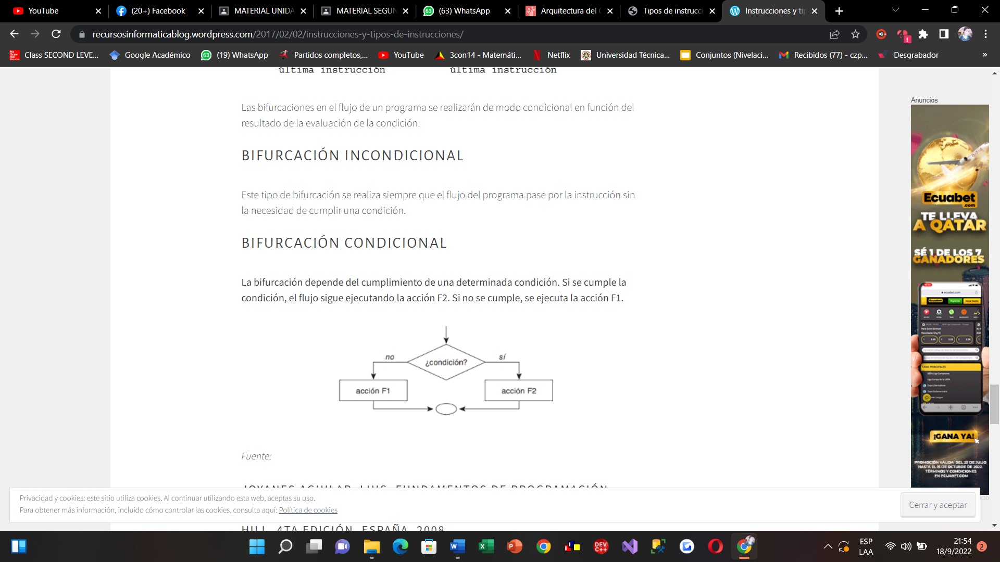 YouTube
(20+) Facebook
MATERIAL UNIDA
MATERIAL SEGUN
(63) WhatsApp
Arquitectura del C
Tipos de instrucci
Instrucciones y tip
recursosinformaticablog.wordpress.com/2017/02/02/instrucciones-y-tipos-de-instrucciones/
Class SECOND LEVE...
Google Académico
(19) WhatsApp
Partidos completos,...
YouTube
3con14 - Matemáti...
Netflix
Universidad Técnica...
Conjuntos (Nivelaci...
Recibidos (77) - czp...
Desgrabador
»
última instrucción
última instrucción
Las bifurcaciones en el flujo de un programa se realizarán de modo condicional en función del
resultado de la evaluación de la condición.
BIFURCACIÓN INCONDICIONAL
Este tipo de bifurcación se realiza siempre que el flujo del programa pase por la instrucción sin
la necesidad de cumplir una condición.
BIFURCACIÓN CONDICIONAL
La bifurcación depende del cumplimiento de una determinada condición. Si se cumple la
condición, el flujo sigue ejecutando la acción F2. Si no se cumple, se ejecuta la acción F1.
¿condición?
no
sí
acción F1
acción F2
Fuente:
JOYANES AGUILAR, LUIS. FUNDAMENTOS DE PROGRAMACIÓN
HILL. 4TA EDICIÓN. ESPAÑA. 2008
Anuncios
Ecuabet
.com
TE LLEVA
A QATAR
SÉ 1 DE LOS 7
GANADORES
¡GANA YA!
PROMOCIÓN VÁLIDA DEL 25 DE JULIO
HASTA EL 15 DE OCTUBRE DE 2022.
TÉRMINOS Y CONDICIONES
EN ECUABET.COM
Privacidad y cookies: este sitio utiliza cookies. Al continuar utilizando esta web, aceptas su uso.
Para obtener más información, incluido cómo controlar las cookies, consulta aquí: Política de cookies
Cerrar y aceptar
ESP
LAA
21:54
18/9/2022
2